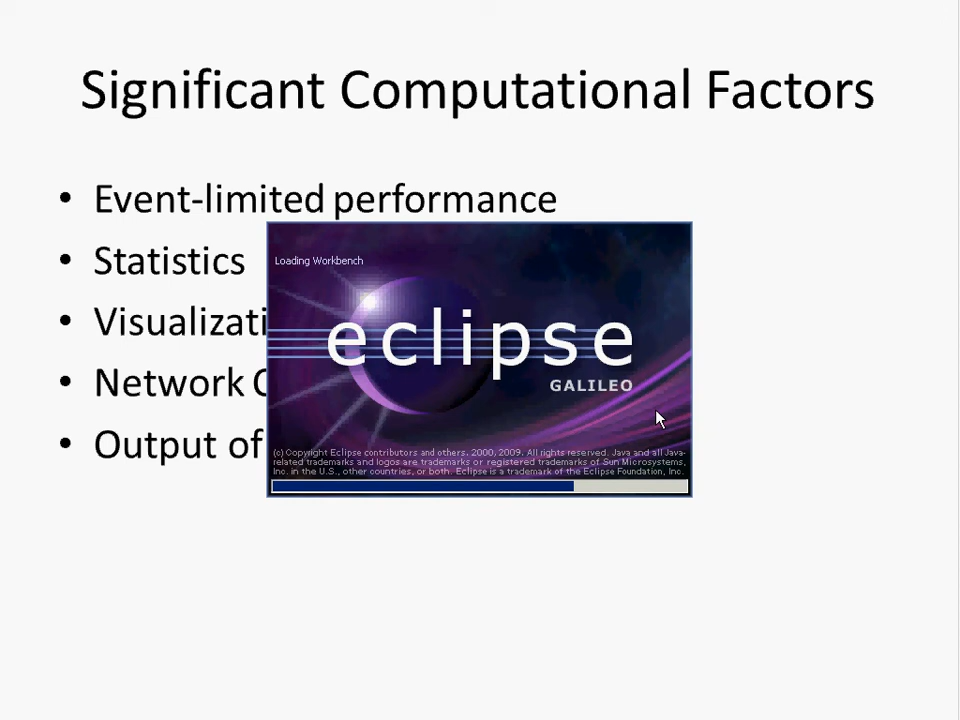 Significant Computational Factors
• Event-limited performance
• Statistics
Loading Workbench
• Visualizati
eclipse
• Network
GALILEO
• Output of
(c) Copyright Eclipse contributors and others. 2000, 2009. All rights reserved. Java and all Java-
related trademarks and logos are trademarks or registered trademarks of Sun Microsystems,
Inc. in the U.S., other countries, or both. Eclipse is a trademark of the Eclipse Foundation, Inc.